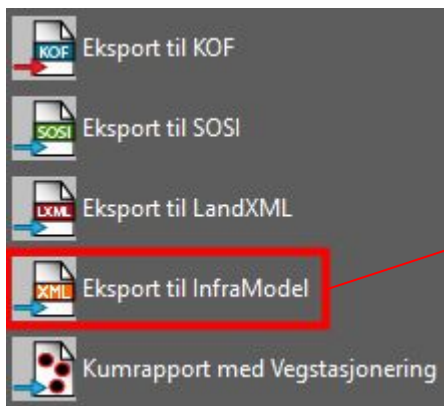 KOF Eksport til KOF
SOSI Eksport til SOSI
LXML Eksport til LandXML
XML Eksport til InfraModel
Kumrapport med Vegstasjonering